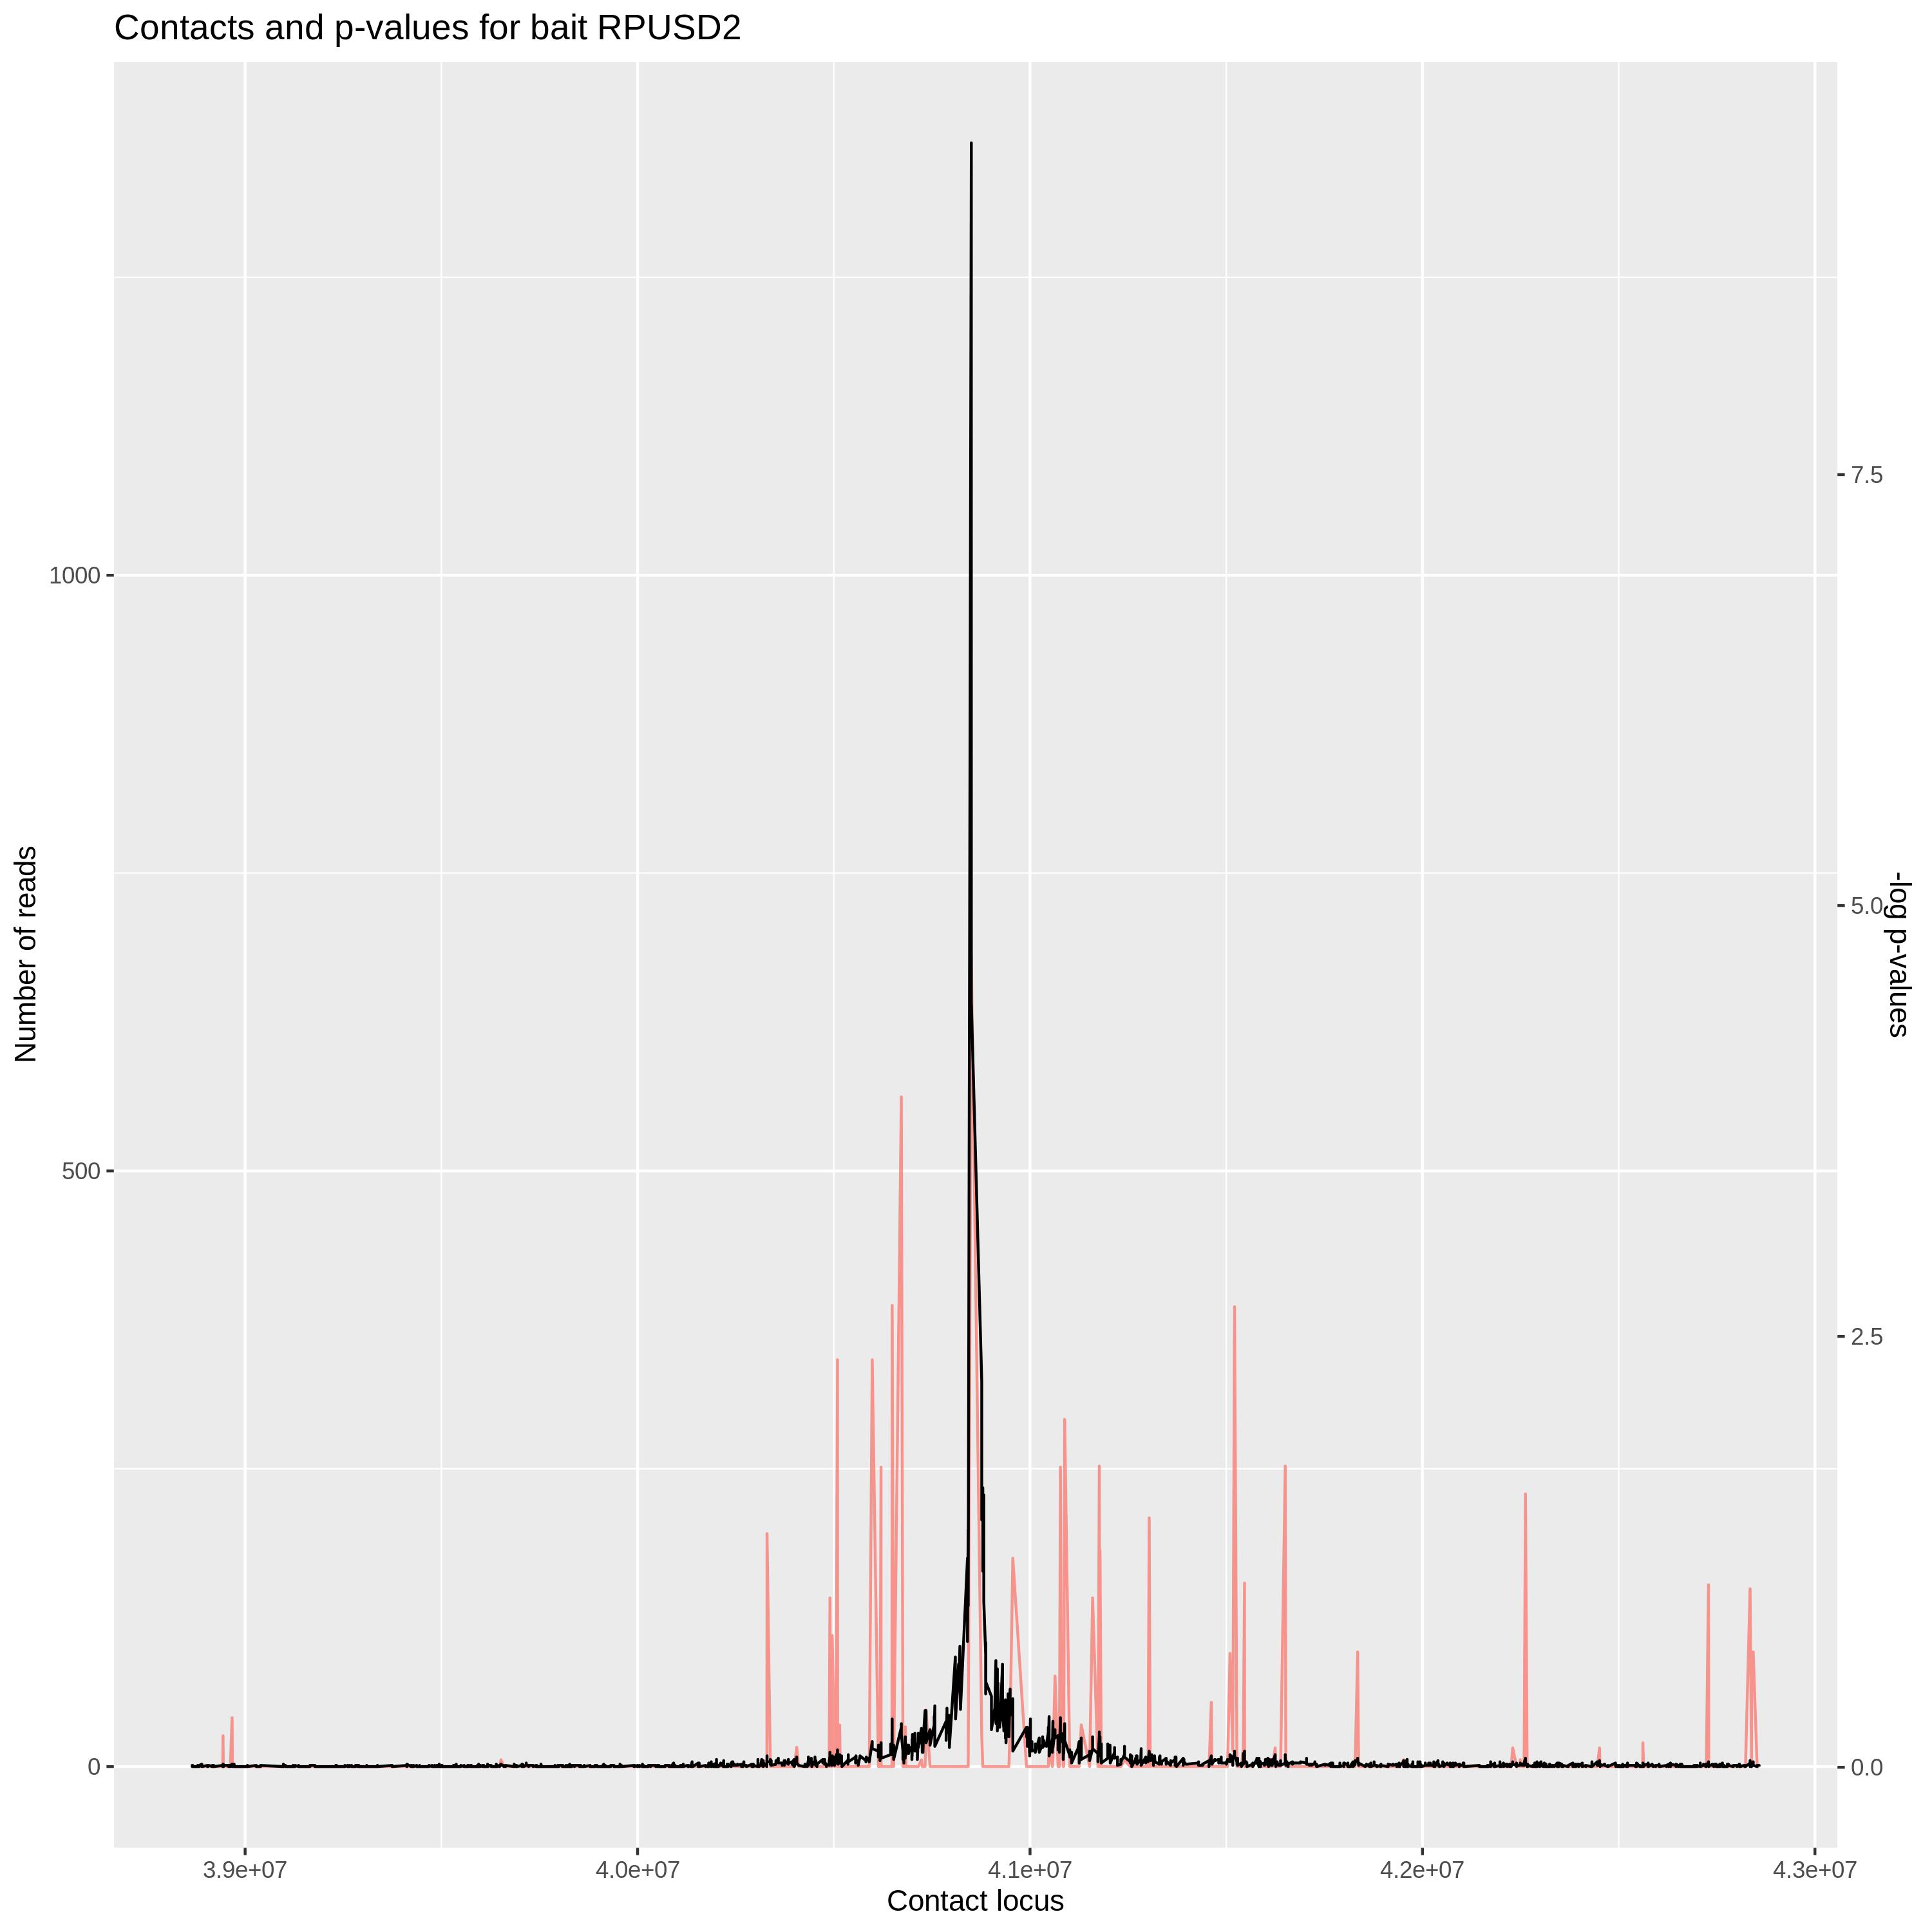 Contacts and p-values for bait RPUSD2
Number of reads
1000
500
0
7.5
5.0
2.5
0.0
-log p-values
3.9e+07
4.0e+07
4.1e+07
4.2e+07
4.3e+07
Contact locus